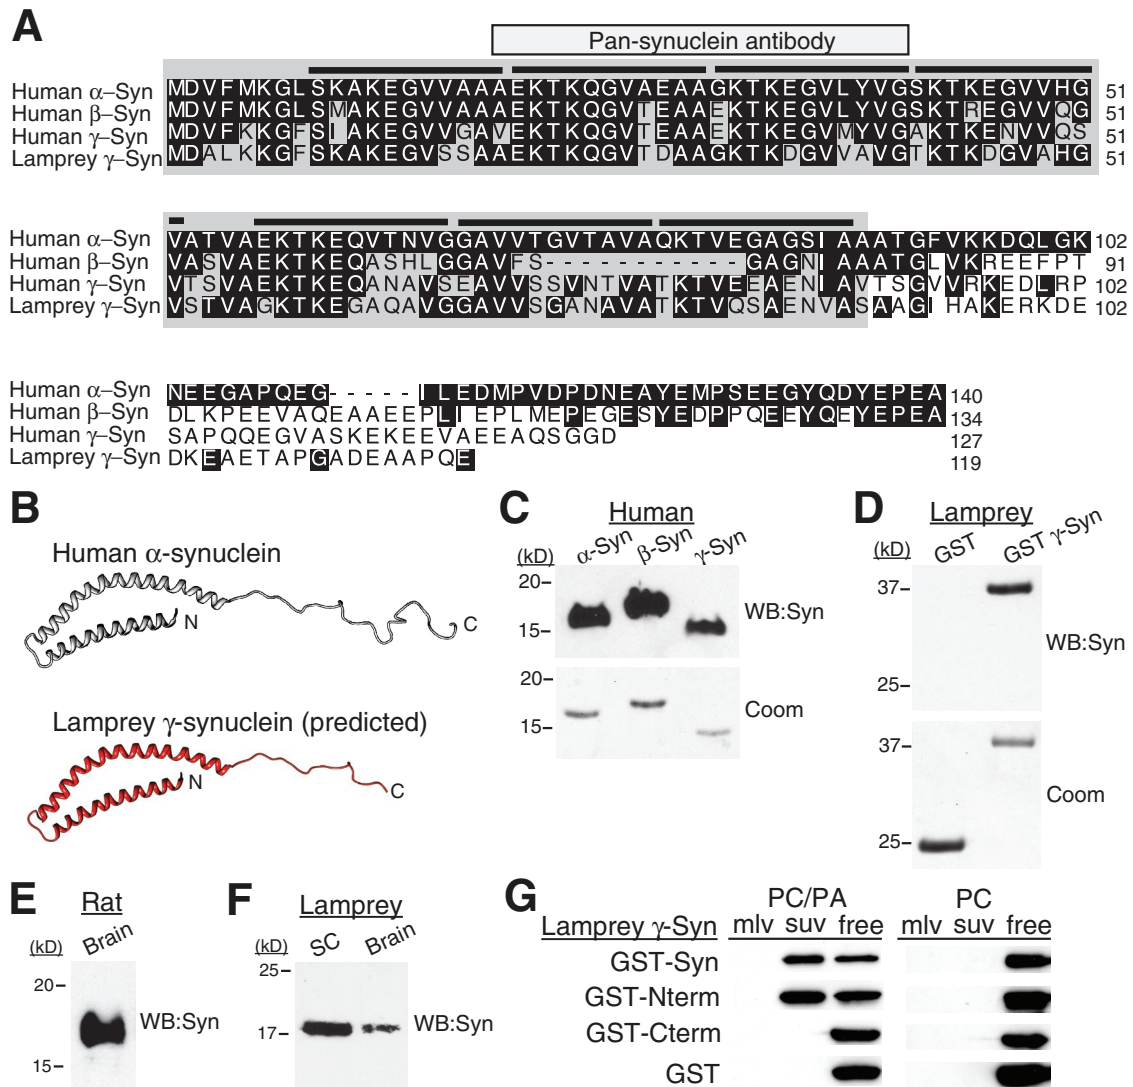 A
Pan-synuclein antibody
Human α–Syn MDVFMKGLSKAKEGVVAAAEKTKQGVAEAAGKTKEGVLYVGSKTKEGVVHG 51
Human β–Syn MDVFMKGLSMAKEGVVAAAEKTKQGVTEAAEKTKEGVLYVGSKTREGVVQG 51
Human γ–Syn MDVFKKGFSIAKEGVVGAVEKTKQGVTEAAEKTKEGVMYVGAKTKENVVQS 51
Lamprey γ–Syn MDALKKGFSKAKEGVSSAAEKTKQGVTDAAGKTKDGVVAVGTKTKDGVAHG 51
Human α–Syn VATVAEKTKEQVTNVGGAVVTGVTAVAQKTVEGAGSIAAATGFVKKDQLGK 102
Human β–Syn VASVAEKTKEQASHLGGAVFS-----------GAGNIAAATGLVKREEFPT 91
Human γ–Syn VTSVAEKTKEQANAVSEAVVSSVNTVATKTVEEAENIAVTSGVVRKEDLRP 102
Lamprey γ–Syn VSTVAGKTKEGAQAVGGAVVSGANAVATKTVQSAENVASAAGIHAKERKDE 102
Human α–Syn NEEGAPQEG-----ILEDMPVDPDNEAYEMPSEEGYQDYEPEA 140
Human β–Syn DLKPEEVAQEAAEEPLIEPLMEPEGESYEDPPQEEYQEYEPEA 134
Human γ–Syn SAPQQEGVASKEKEEVAEEAQSGGD 127
Lamprey γ–Syn DKEAETAPGADEAAPQE 119
B
Human α-synuclein
N
C
Lamprey γ-synuclein (predicted)
N
C
C
Human
(kD) α-Syn β-Syn γ-Syn
20–
15–
WB:Syn
20–
15–
Coom
D
Lamprey
(kD) GST GST γ-Syn
37–
25–
WB:Syn
37–
25–
Coom
E
Rat
(kD) Brain
20–
15–
WB:Syn
F
Lamprey
(kD) SC Brain
25–
17–
WB:Syn
G
PC/PA PC
Lamprey γ-Syn mlv suv free mlv suv free
GST-Syn
GST-Nterm
GST-Cterm
GST